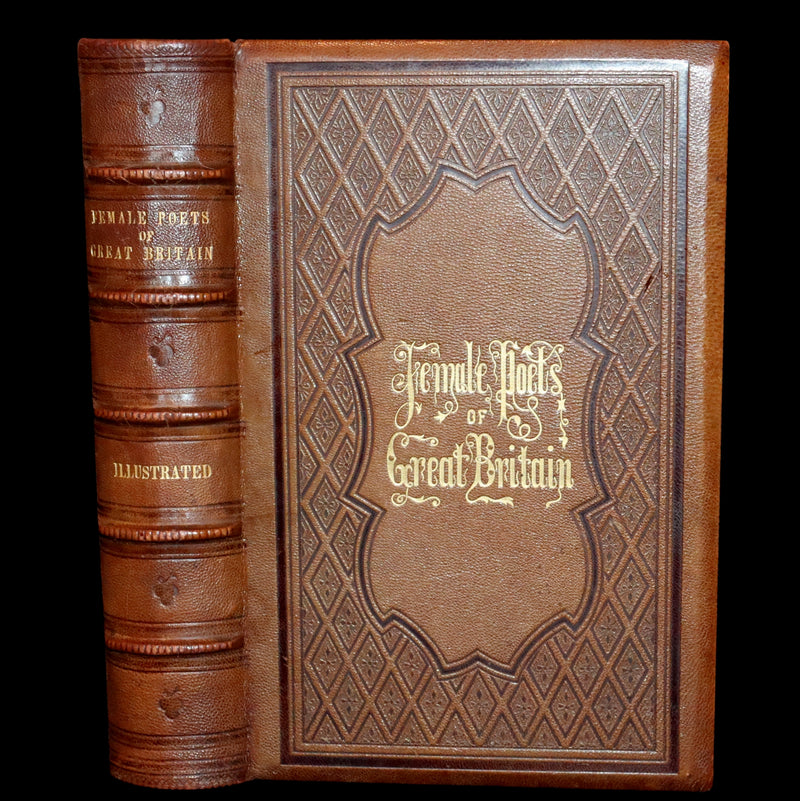 FEMALE POETS
OF
GREAT BRITAIN
ILLUSTRATED
Female Poets
OF
Great Britain